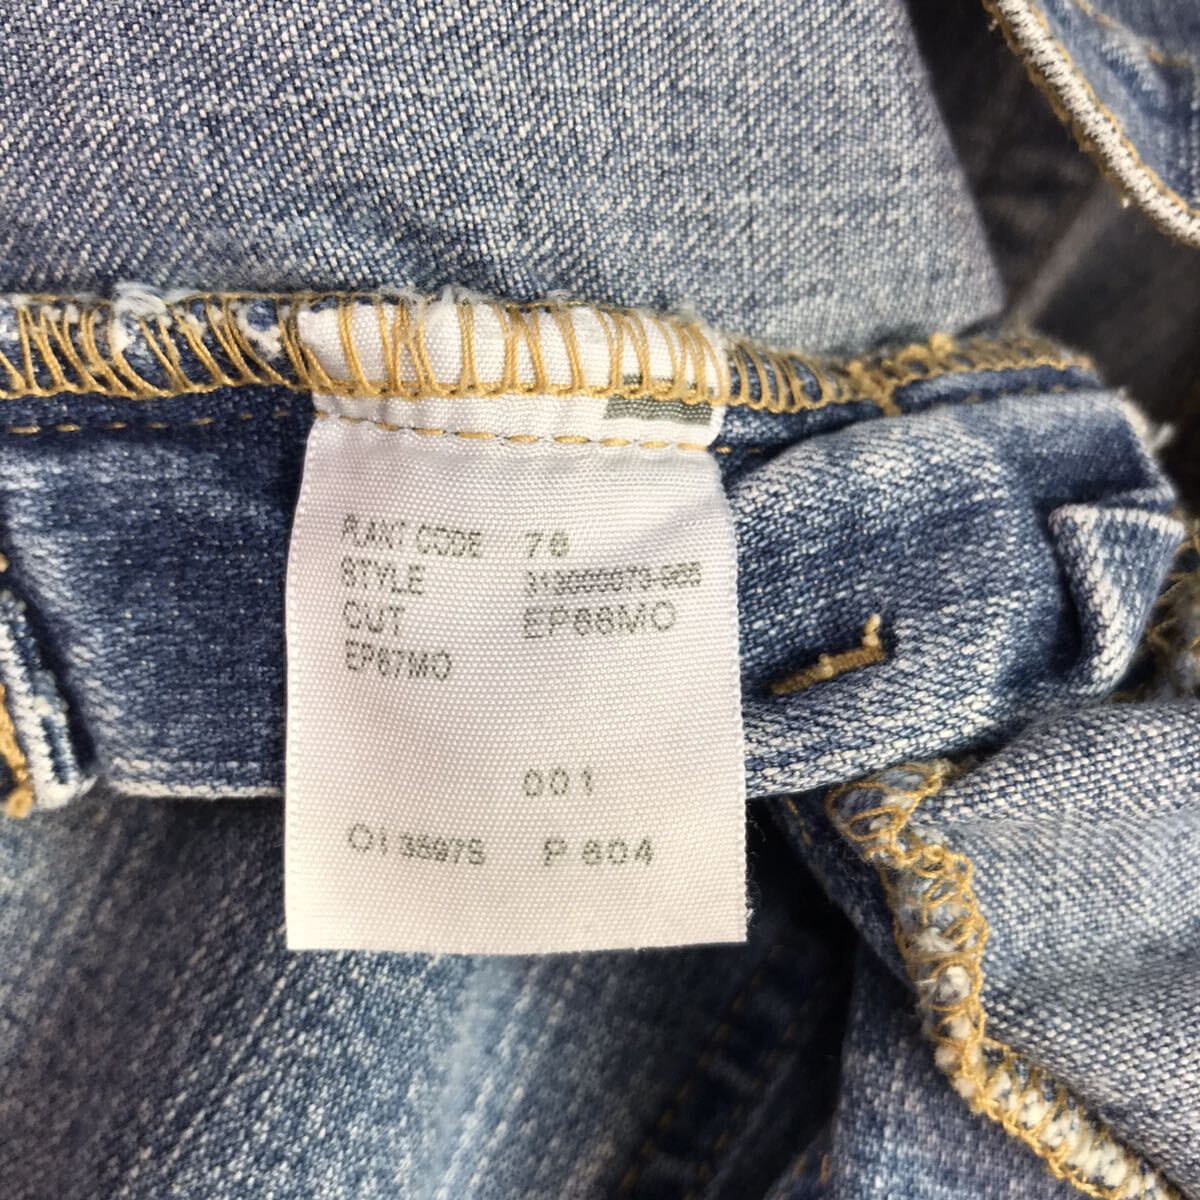 PLANT CODE 76
STYLE
CUT EP66MO
EP67MO
001
P 604